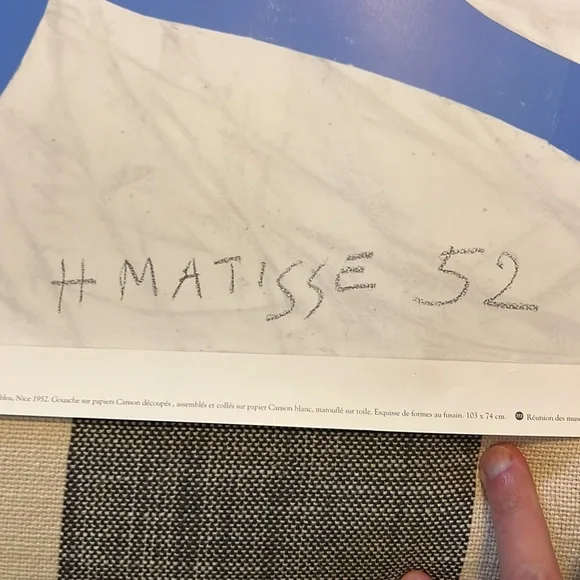 H MATISSE 52
bleu, Nice 1952. Gouache sur papiers Canson découpés , assemblés et collés sur papier Canson blanc, marouflé sur toile. Esquisse de formes au fusain. 103 x 74 cm. Réunion des